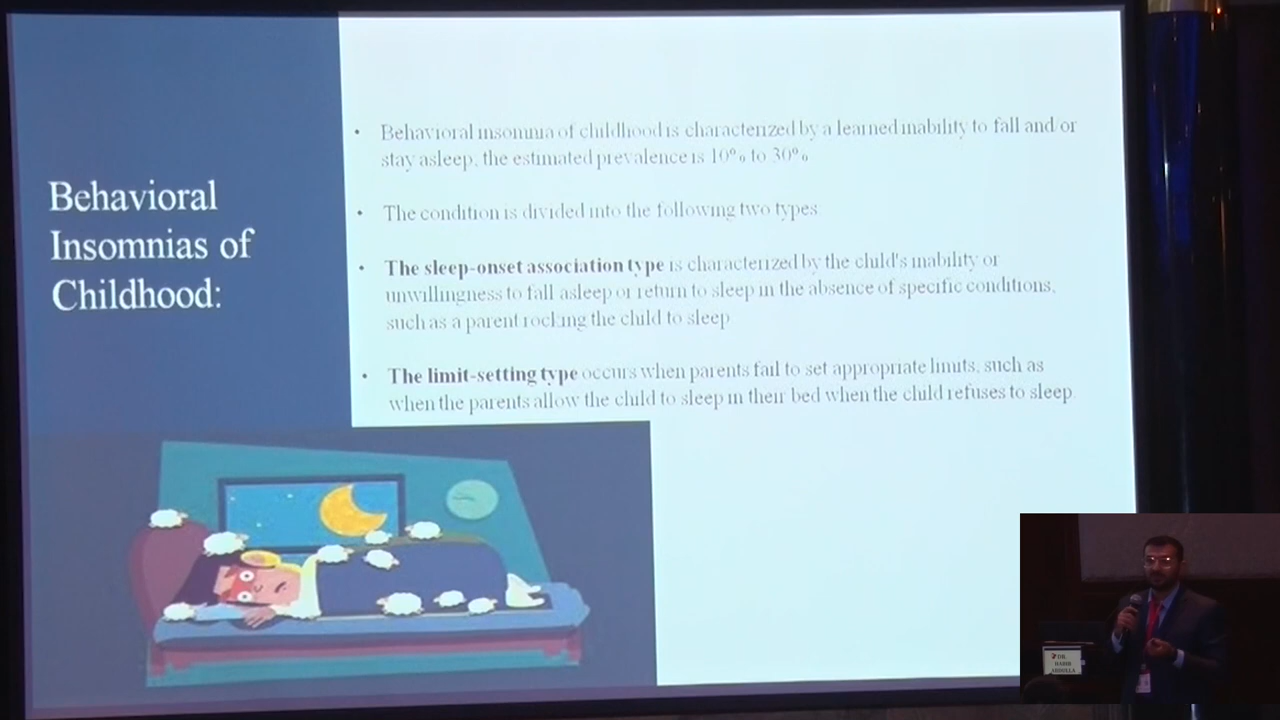 Behavioral
Insomnias of
Childhood:
• Behavioral insomnia of childhood is characterized by a learned inability to fall and or
stay asleep, the estimated prevalence is 10% to 30%
• The condition is divided into the following two types
• The sleep-onset association type is characterized by the child's inability or
unwillingness to fall asleep or return to sleep in the absence of specific conditions,
such as a parent rocking the child to sleep
• The limit-setting type occurs when parents fail to set appropriate limits, such as
when the parents allow the child to sleep in their bed when the child refuses to sleep.
DR.
HABIB
ABDULLA